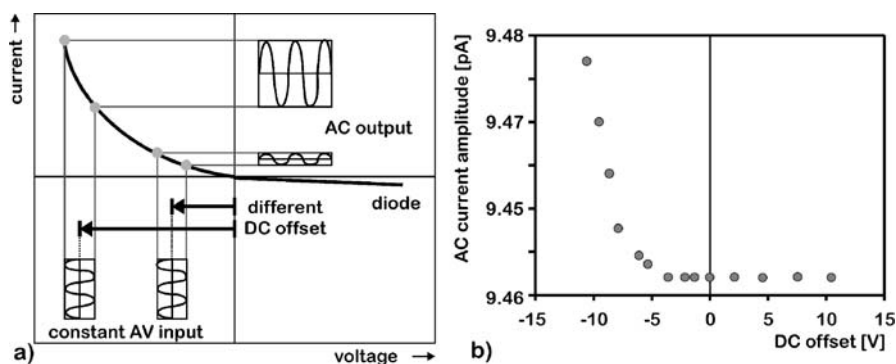 current →
AC output
different
DC offset
diode
constant AV input
a)
voltage →
AC current amplitude [pA]
9.48
9.47
9.45
9.46
-15
-10
-5
0
5
10
15
DC offset [V]
b)